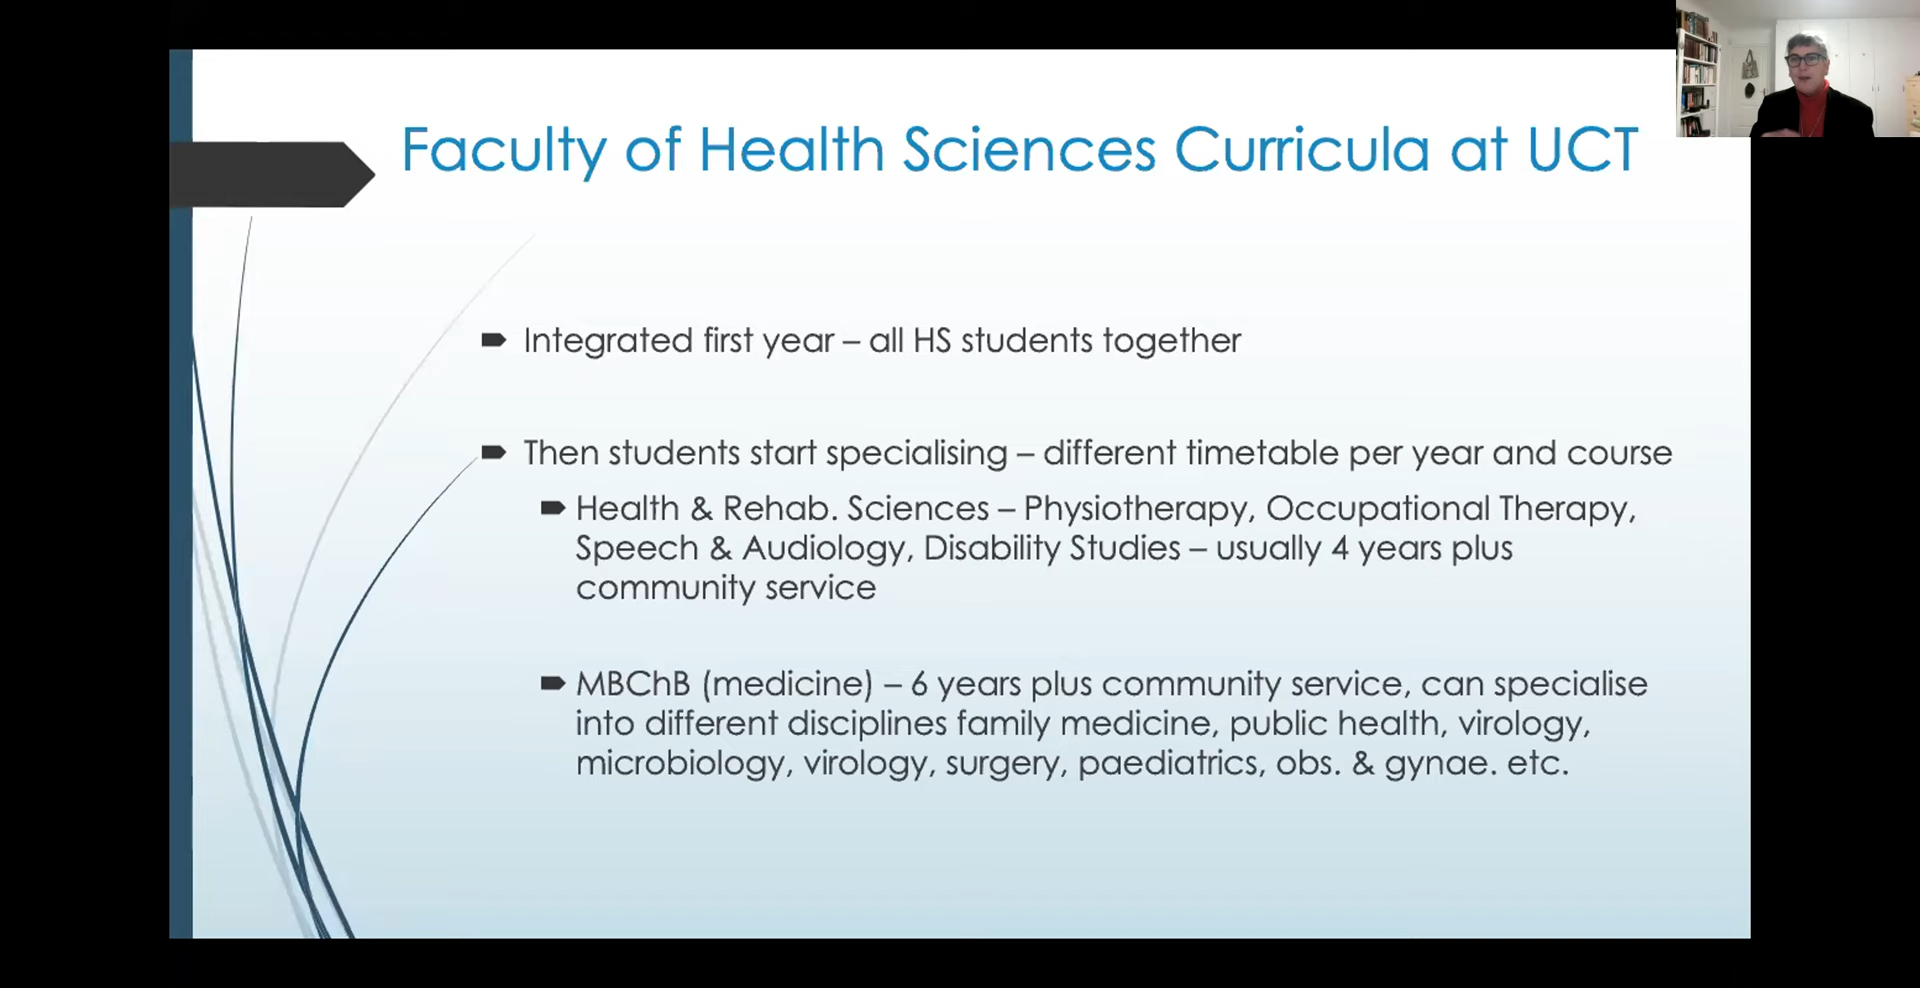 Faculty of Health Sciences Curricula at UCT
Integrated first year – all HS students together
Then students start specialising – different timetable per year and course
Health & Rehab. Sciences – Physiotherapy, Occupational Therapy,
Speech & Audiology, Disability Studies – usually 4 years plus
community service
MBChB (medicine) – 6 years plus community service, can specialise
into different disciplines family medicine, public health, virology,
microbiology, virology, surgery, paediatrics, obs. & gynae. etc.